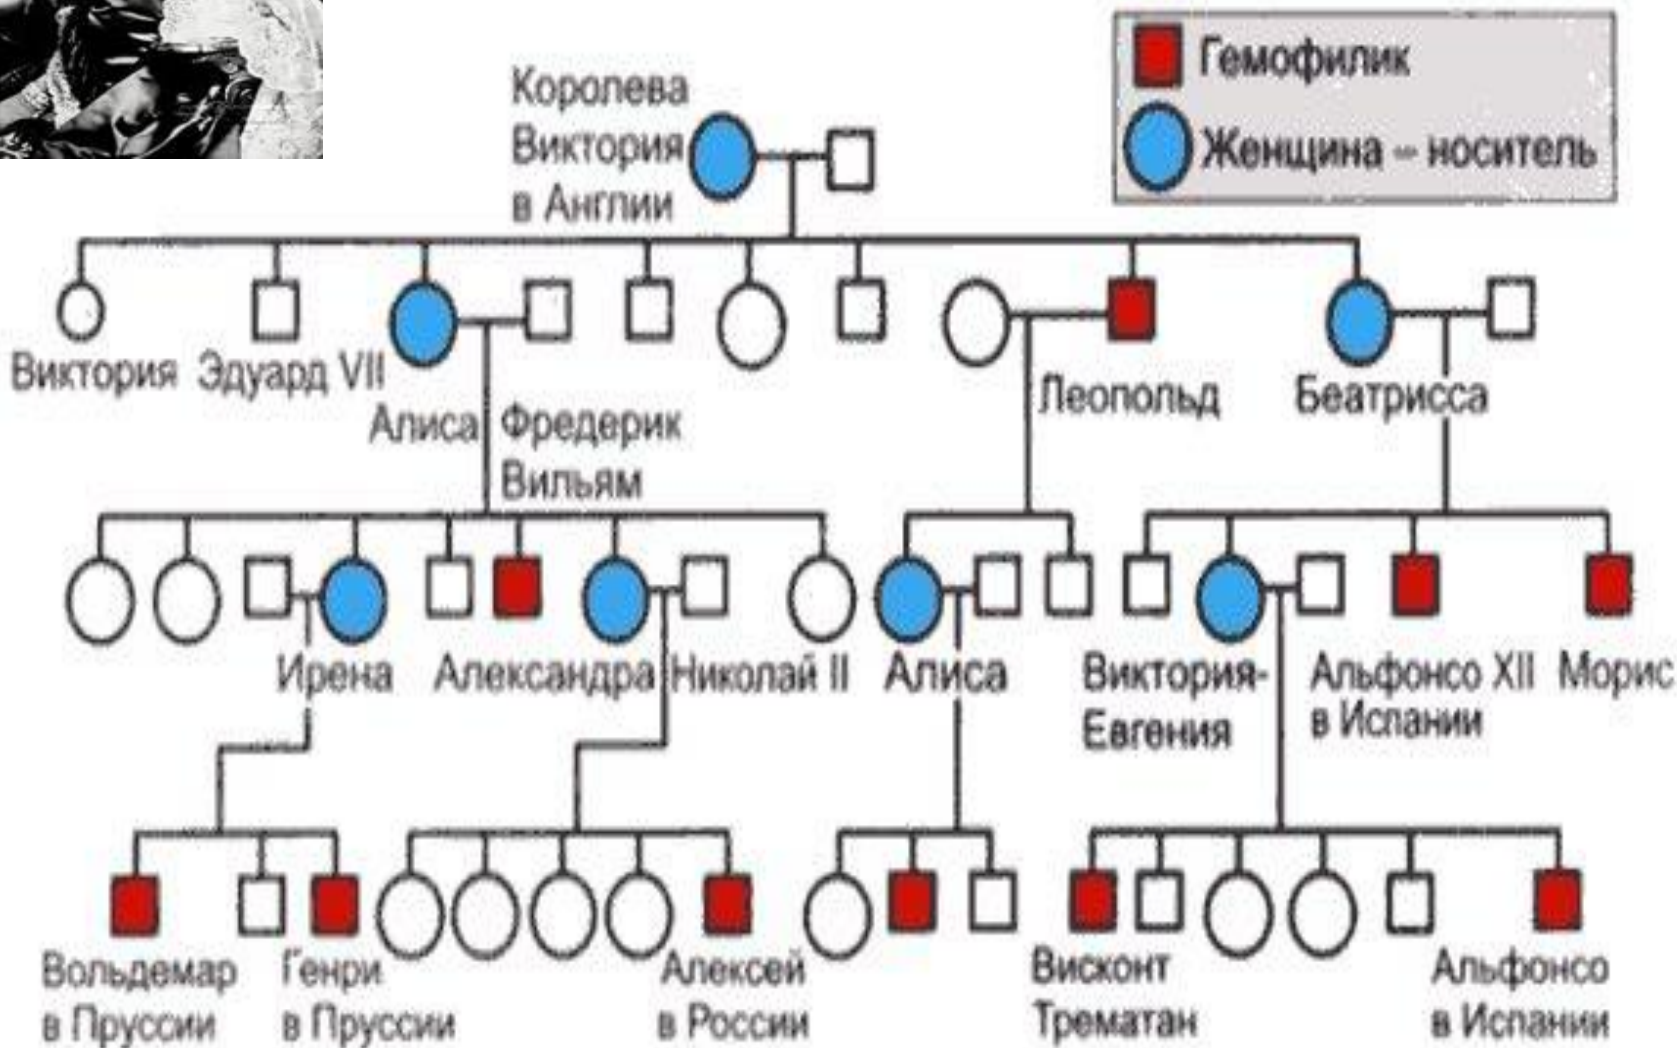 Гемофилик
Женщина - носитель
Королева
Виктория
в Англии
Виктория
Эдуард VII
Алиса
Фредерик
Вильям
Леопольд
Беатрисса
Ирена
Александра
Николай II
Алиса
Виктория-
Евгения
Альфонсо XII
в Испании
Морис
Вольдемар
в Пруссии
Генри
в Пруссии
Алексей
в России
Висконт
Трематан
Альфонсо
в Испании